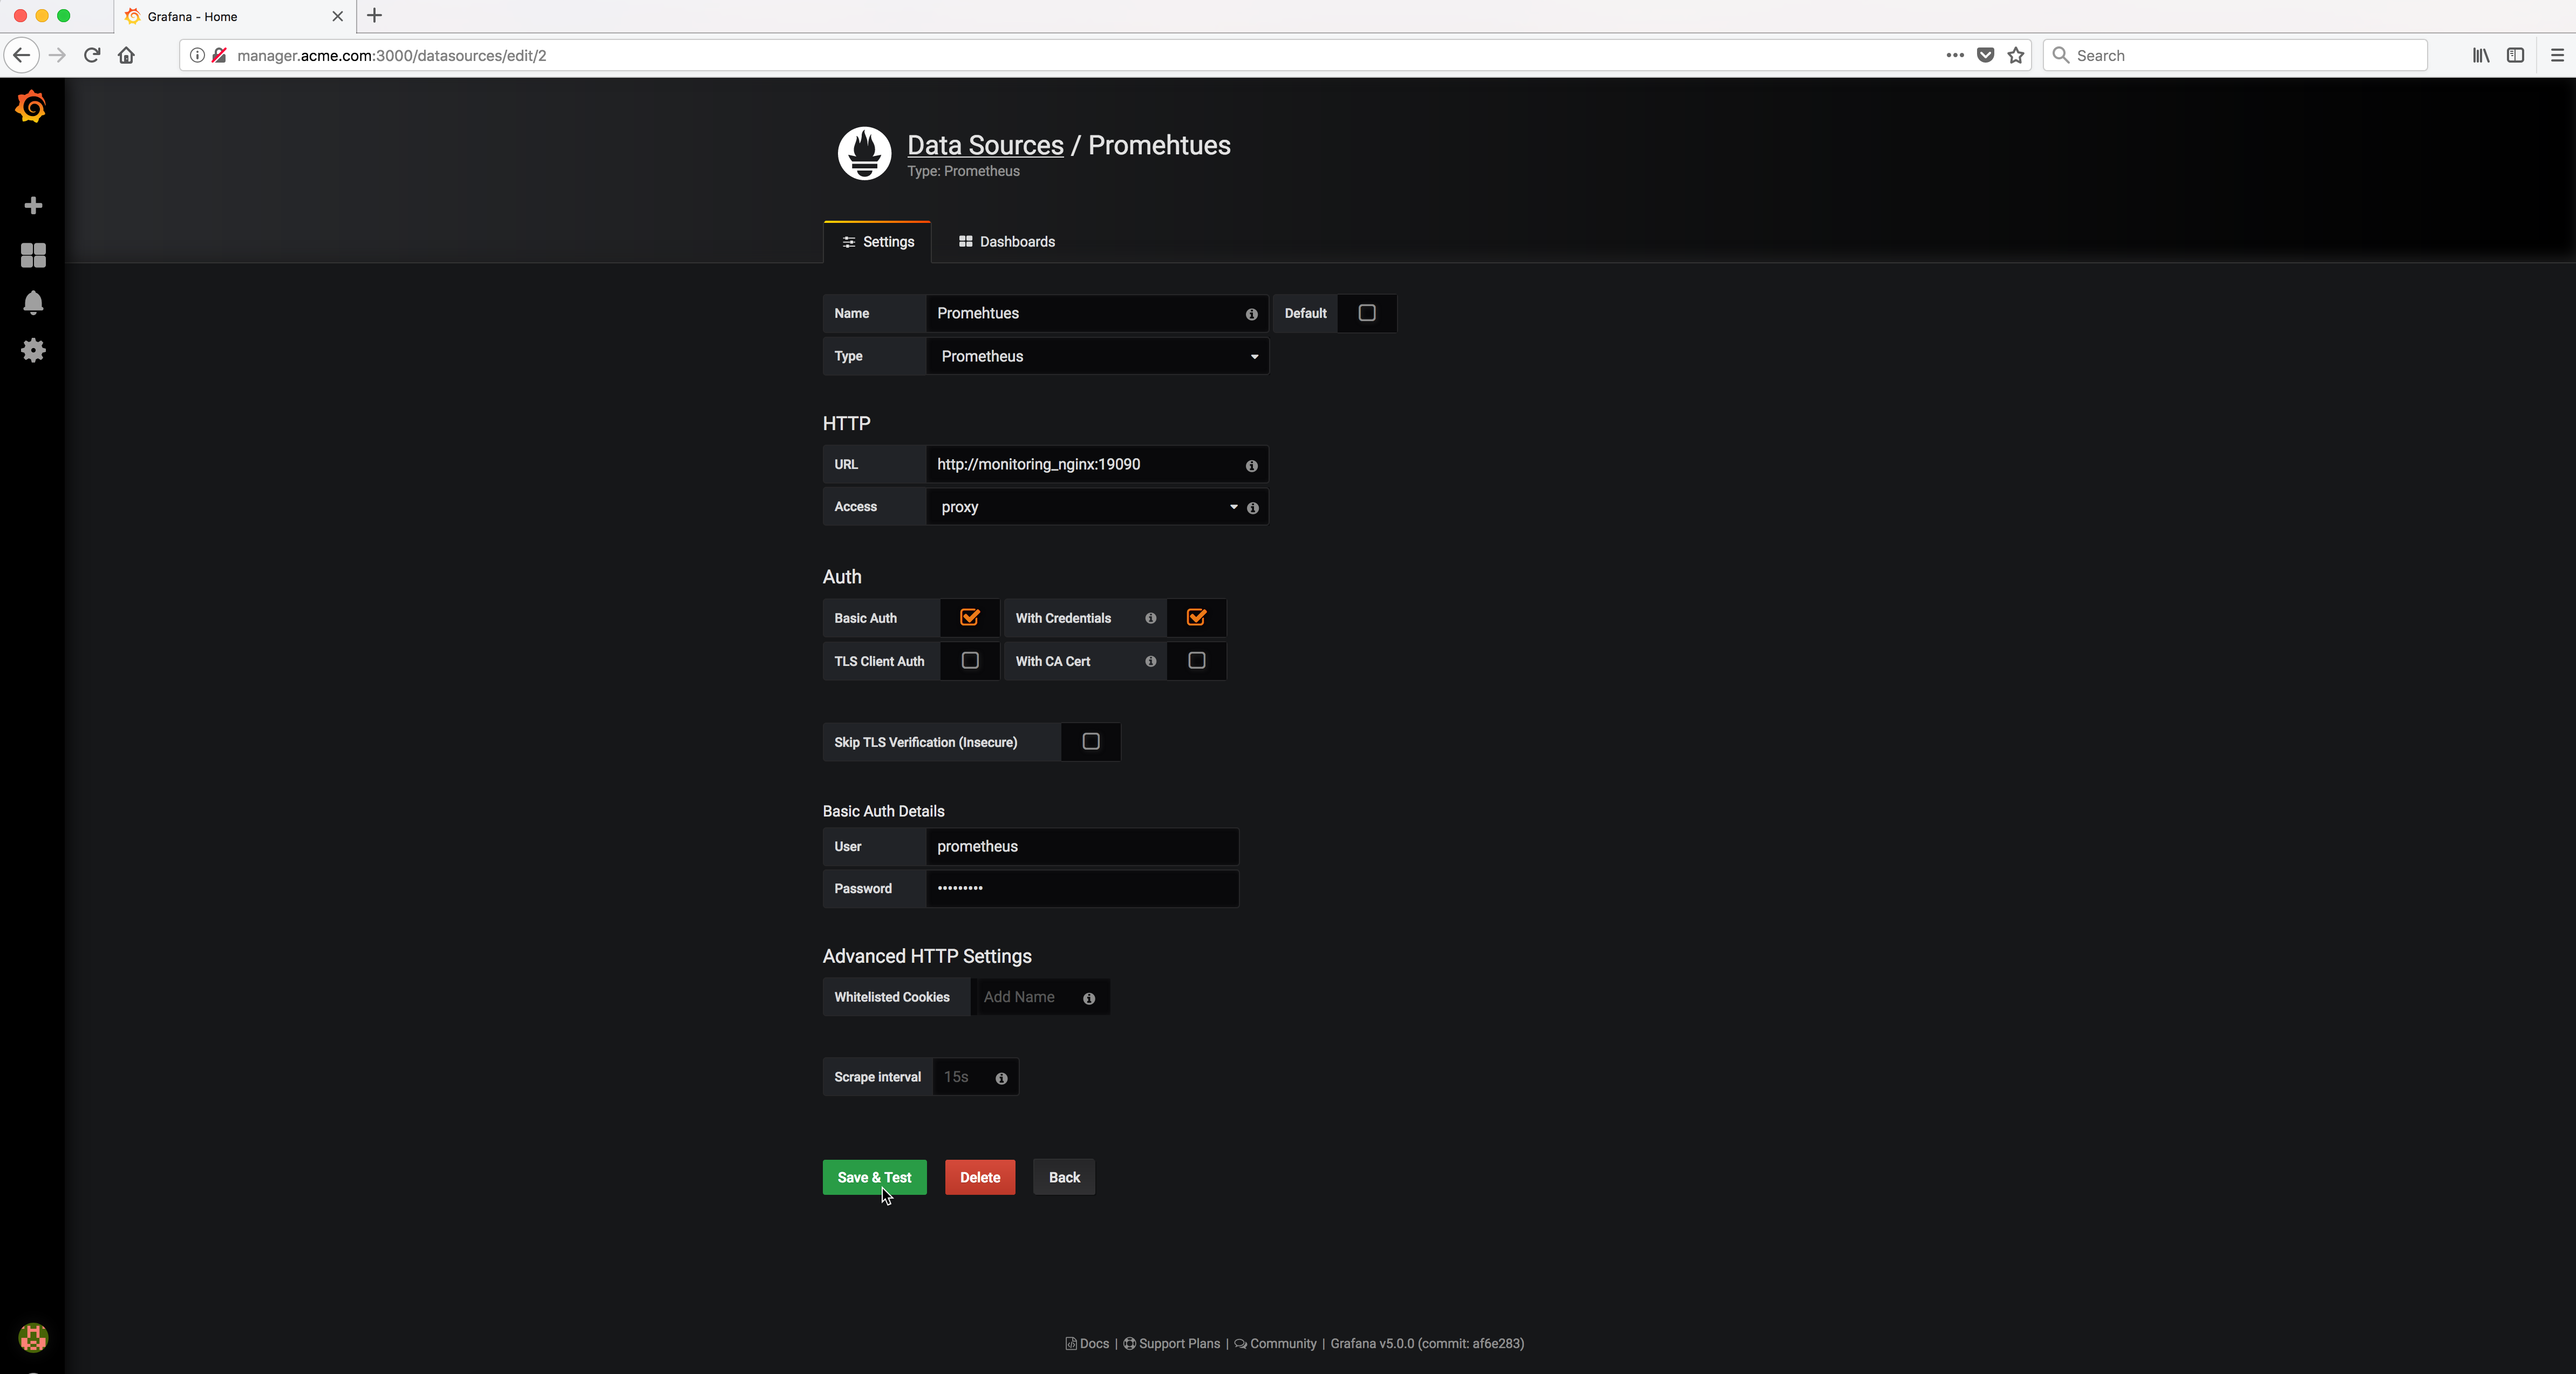 Grafana - Home
manager.acme.com:3000/datasources/edit/2
Search
Data Sources / Promehtues
Type: Prometheus
Settings
Dashboards
Name Promehtues Default
Type Prometheus
HTTP
URL http://monitoring_nginx:19090
Access proxy
Auth
Basic Auth With Credentials
TLS Client Auth With CA Cert
Skip TLS Verification (Insecure)
Basic Auth Details
User prometheus
Password •••••••••
Advanced HTTP Settings
Whitelisted Cookies Add Name
Scrape interval 15s
Save & Test Delete Back
Docs | Support Plans | Community | Grafana v5.0.0 (commit: af6e283)